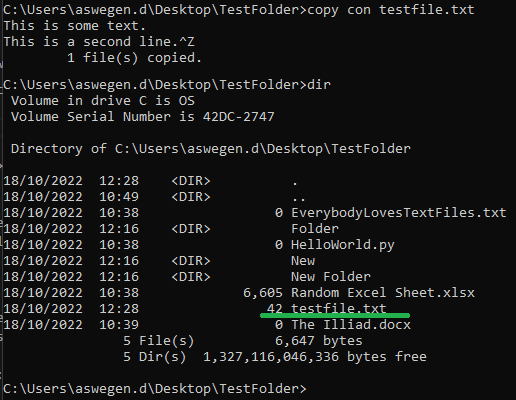 C:\Users\aswegen.d\Desktop\TestFolder>copy con testfile.txt
This is some text.
This is a second line.^Z
        1 file(s) copied.

C:\Users\aswegen.d\Desktop\TestFolder>dir
 Volume in drive C is OS
 Volume Serial Number is 42DC-2747

 Directory of C:\Users\aswegen.d\Desktop\TestFolder

18/10/2022  12:28    <DIR>          .
18/10/2022  10:49    <DIR>          ..
18/10/2022  10:38                 0 EverybodyLovesTextFiles.txt
18/10/2022  12:16    <DIR>          Folder
18/10/2022  10:38                 0 HelloWorld.py
18/10/2022  12:16    <DIR>          New
18/10/2022  12:16    <DIR>          New Folder
18/10/2022  10:38             6,605 Random Excel Sheet.xlsx
18/10/2022  12:28                42 testfile.txt
18/10/2022  10:39                 0 The Illiad.docx
               5 File(s)          6,647 bytes
               5 Dir(s)  1,327,116,046,336 bytes free

C:\Users\aswegen.d\Desktop\TestFolder>